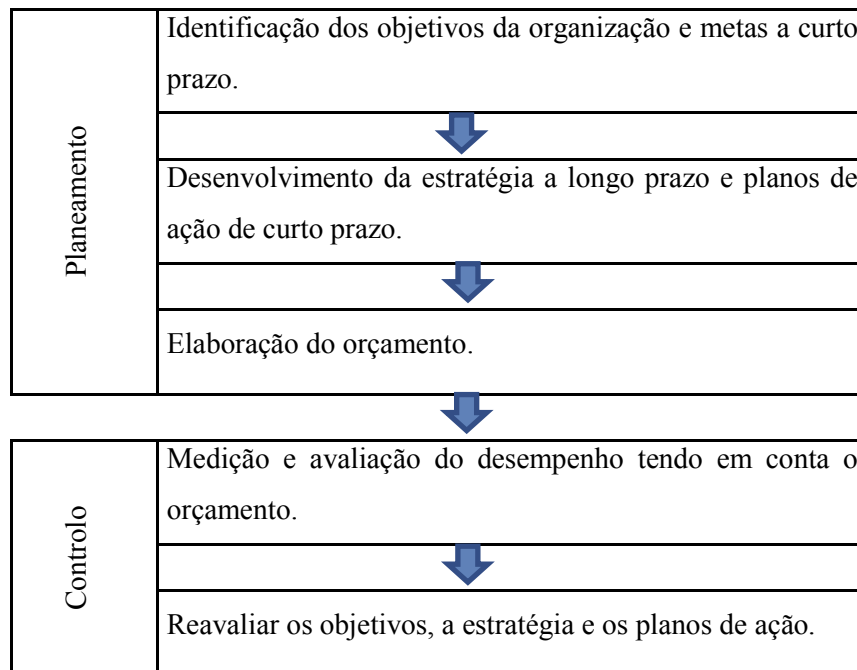 Planeamento
Identificação dos objetivos da organização e metas a curto
prazo.
Desenvolvimento da estratégia a longo prazo e planos de
ação de curto prazo.
Elaboração do orçamento.
Controlo
Medição e avaliação do desempenho tendo em conta o
orçamento.
Reavaliar os objetivos, a estratégia e os planos de ação.